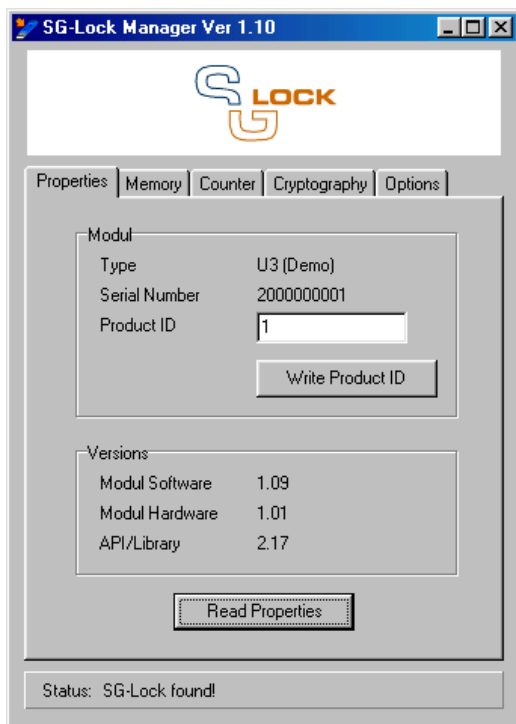 SG-Lock Manager Ver 1.10
SG LOCK
Properties Memory Counter Cryptography Options
Modul
Type U3 (Demo)
Serial Number 2000000001
Product ID 1
Write Product ID
Versions
Modul Software 1.09
Modul Hardware 1.01
API/Library 2.17
Read Properties
Status: SG-Lock found!